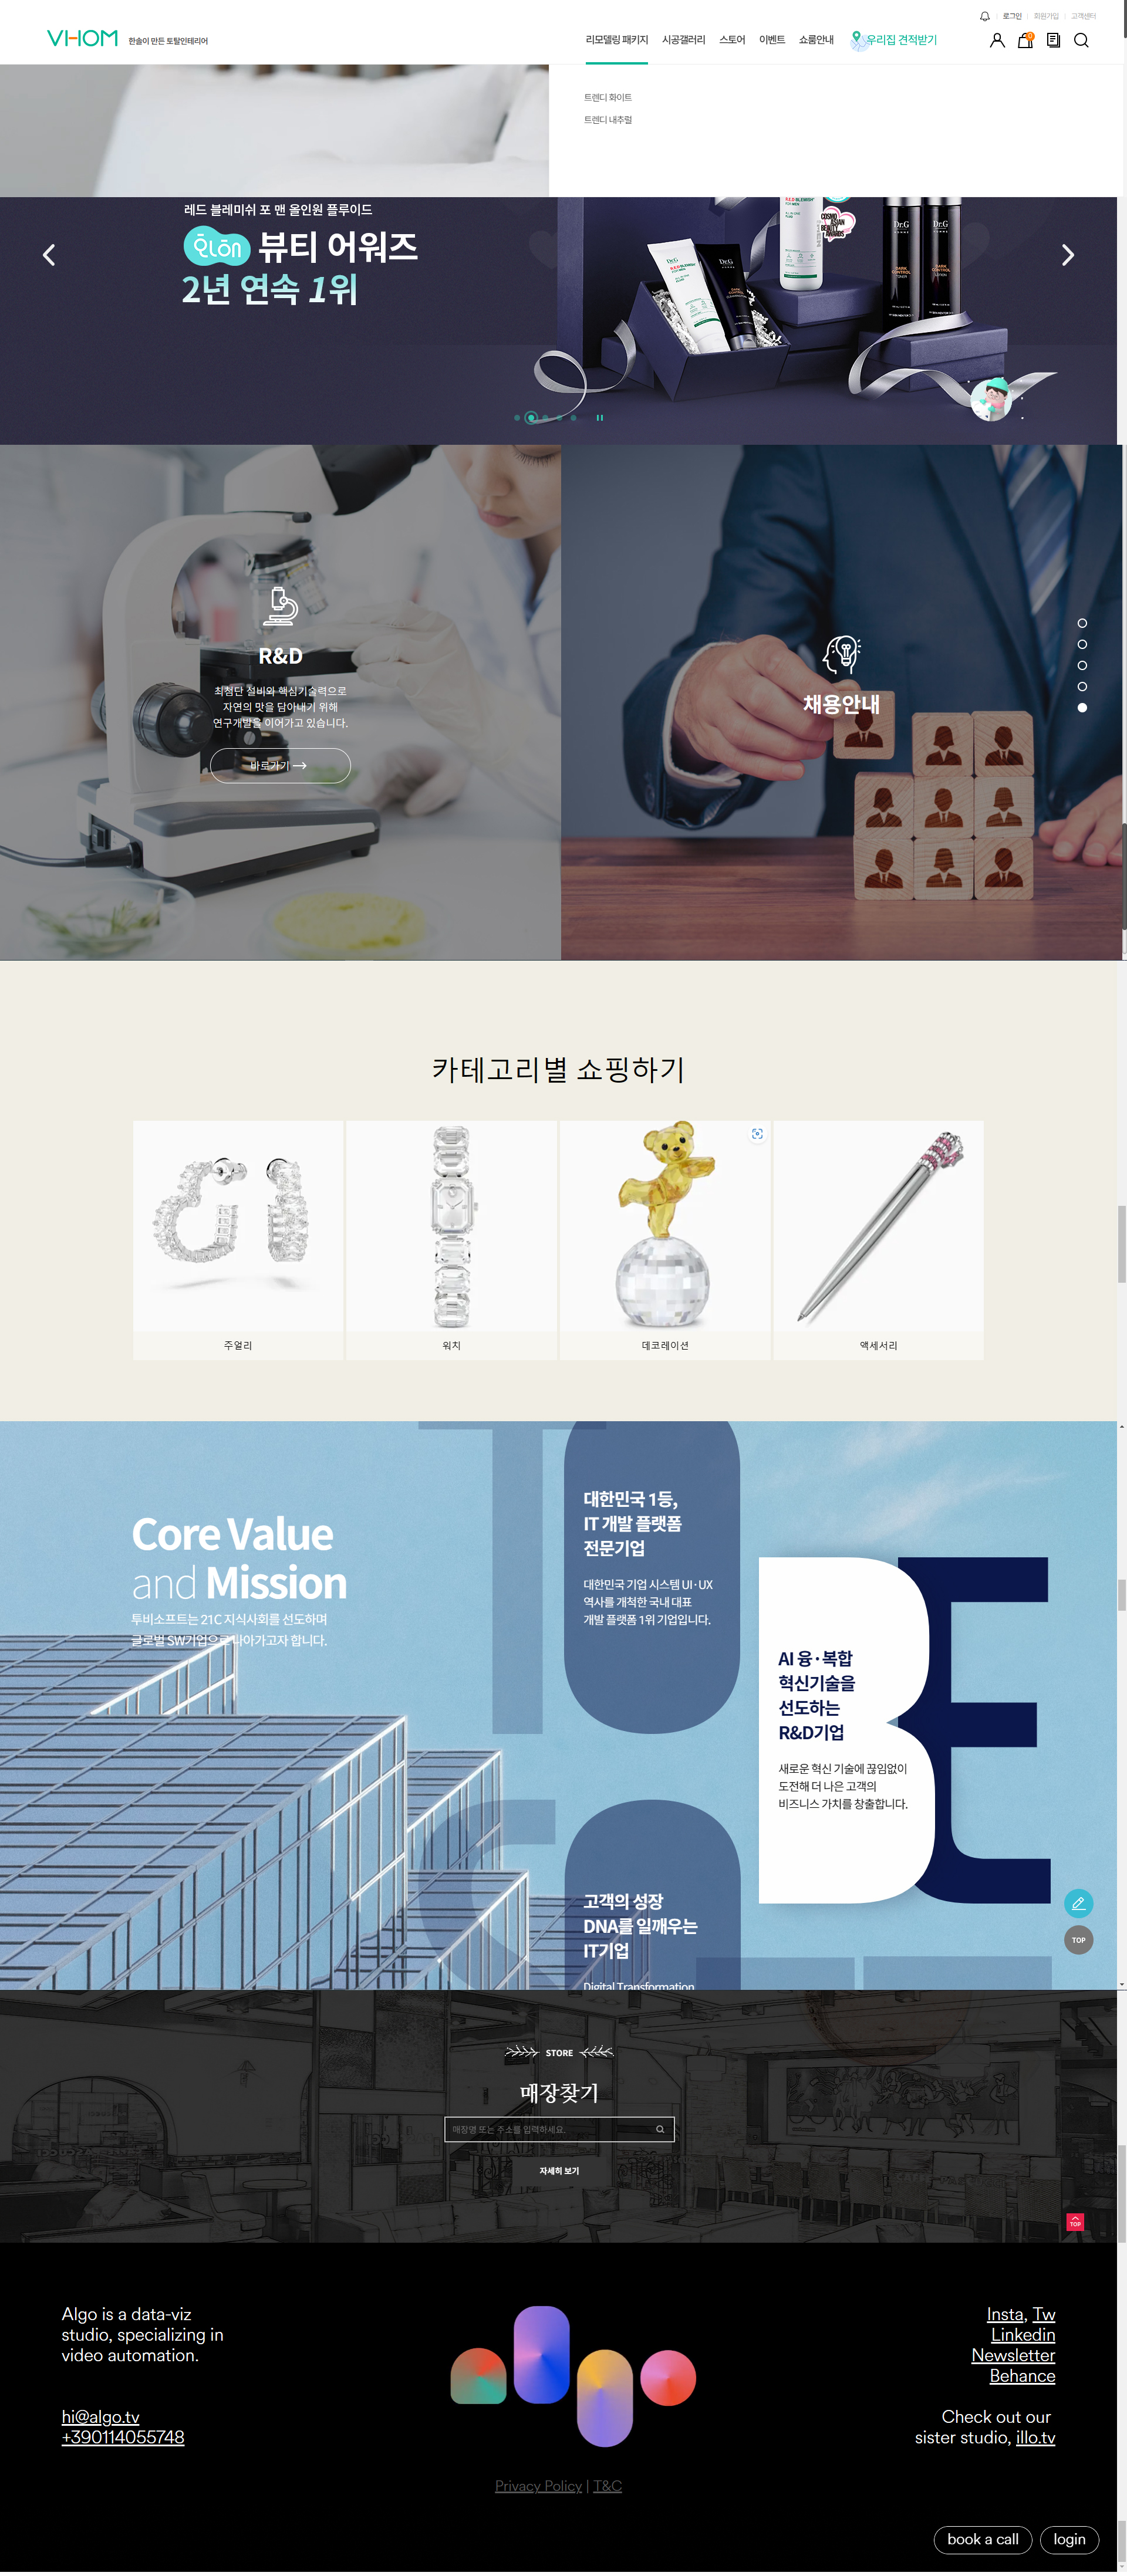 로그인
회원가입
고객센터
VHOM
한솔이 만든 토탈인테리어
리모델링 패키지
시공갤러리
스토어
이벤트
쇼룸안내
우리집 견적받기
0
트렌디 화이트
트렌디 내추럴
레드 블레미쉬 포 맨 올인원 플루이드
뷰티 어워즈
2년 연속 1위
Dr.G
RED BLEMISH
FOR MEN
COSMO
ASIAN
BEAUTY
AWARDS
Dr.G
Dr.G
DARK
CONTROL
DARK
CONTROL
Dr.G
R&D
최첨단 설비와 핵심기술력으로
자연의 맛을 담아내기 위해
연구개발을 이어가고 있습니다.
바로가기
채용안내
카테고리별 쇼핑하기
주얼리
워치
데코레이션
액세서리
Core Value
and Mission
투비소프트는 21C 지식사회를 선도하며
글로벌 SW기업으로 나아가고자 합니다.
대한민국 1등,
IT 개발 플랫폼
전문기업
대한민국 기업 시스템 UI·UX
역사를 개척한 국내 대표
개발 플랫폼 1위 기업입니다.
AI 융·복합
혁신기술을
선도하는
R&D기업
새로운 혁신 기술에 끊임없이
도전해 더 나은 고객의
비즈니스 가치를 창출합니다.
고객의 성장
DNA를 일깨우는
IT기업
Digital Transformation
TOP
STORE
매장찾기
매장명 또는 주소를 입력하세요.
자세히 보기
TOP
Algo is a data-viz
studio, specializing in
video automation.
hi@algo.tv
+390114055748
Insta, Tw
Linkedin
Newsletter
Behance
Check out our
sister studio, illo.tv
Privacy Policy | T&C
book a call
login